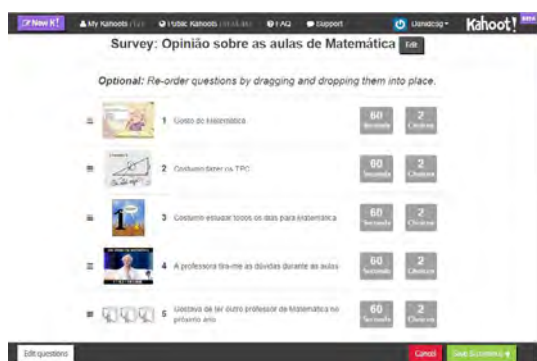 New K!
My Kahoots
Public Kahoots
FAQ
Support
Kahoot!
Survey: Opinião sobre as aulas de Matemática Edit
Optional: Re-order questions by dragging and dropping them into place.
1 Gosto de Matemática
60 Seconds
2 Choices
2 Costumo fazer os TPC
60 Seconds
2 Choices
3 Costumo estudar todos os dias para Matemática
60 Seconds
2 Choices
4 A professora tira-me as dúvidas durante as aulas
60 Seconds
2 Choices
5 Gostava de ter outro professor de Matemática no
próximo ano
60 Seconds
2 Choices
Edit questions
Cancel